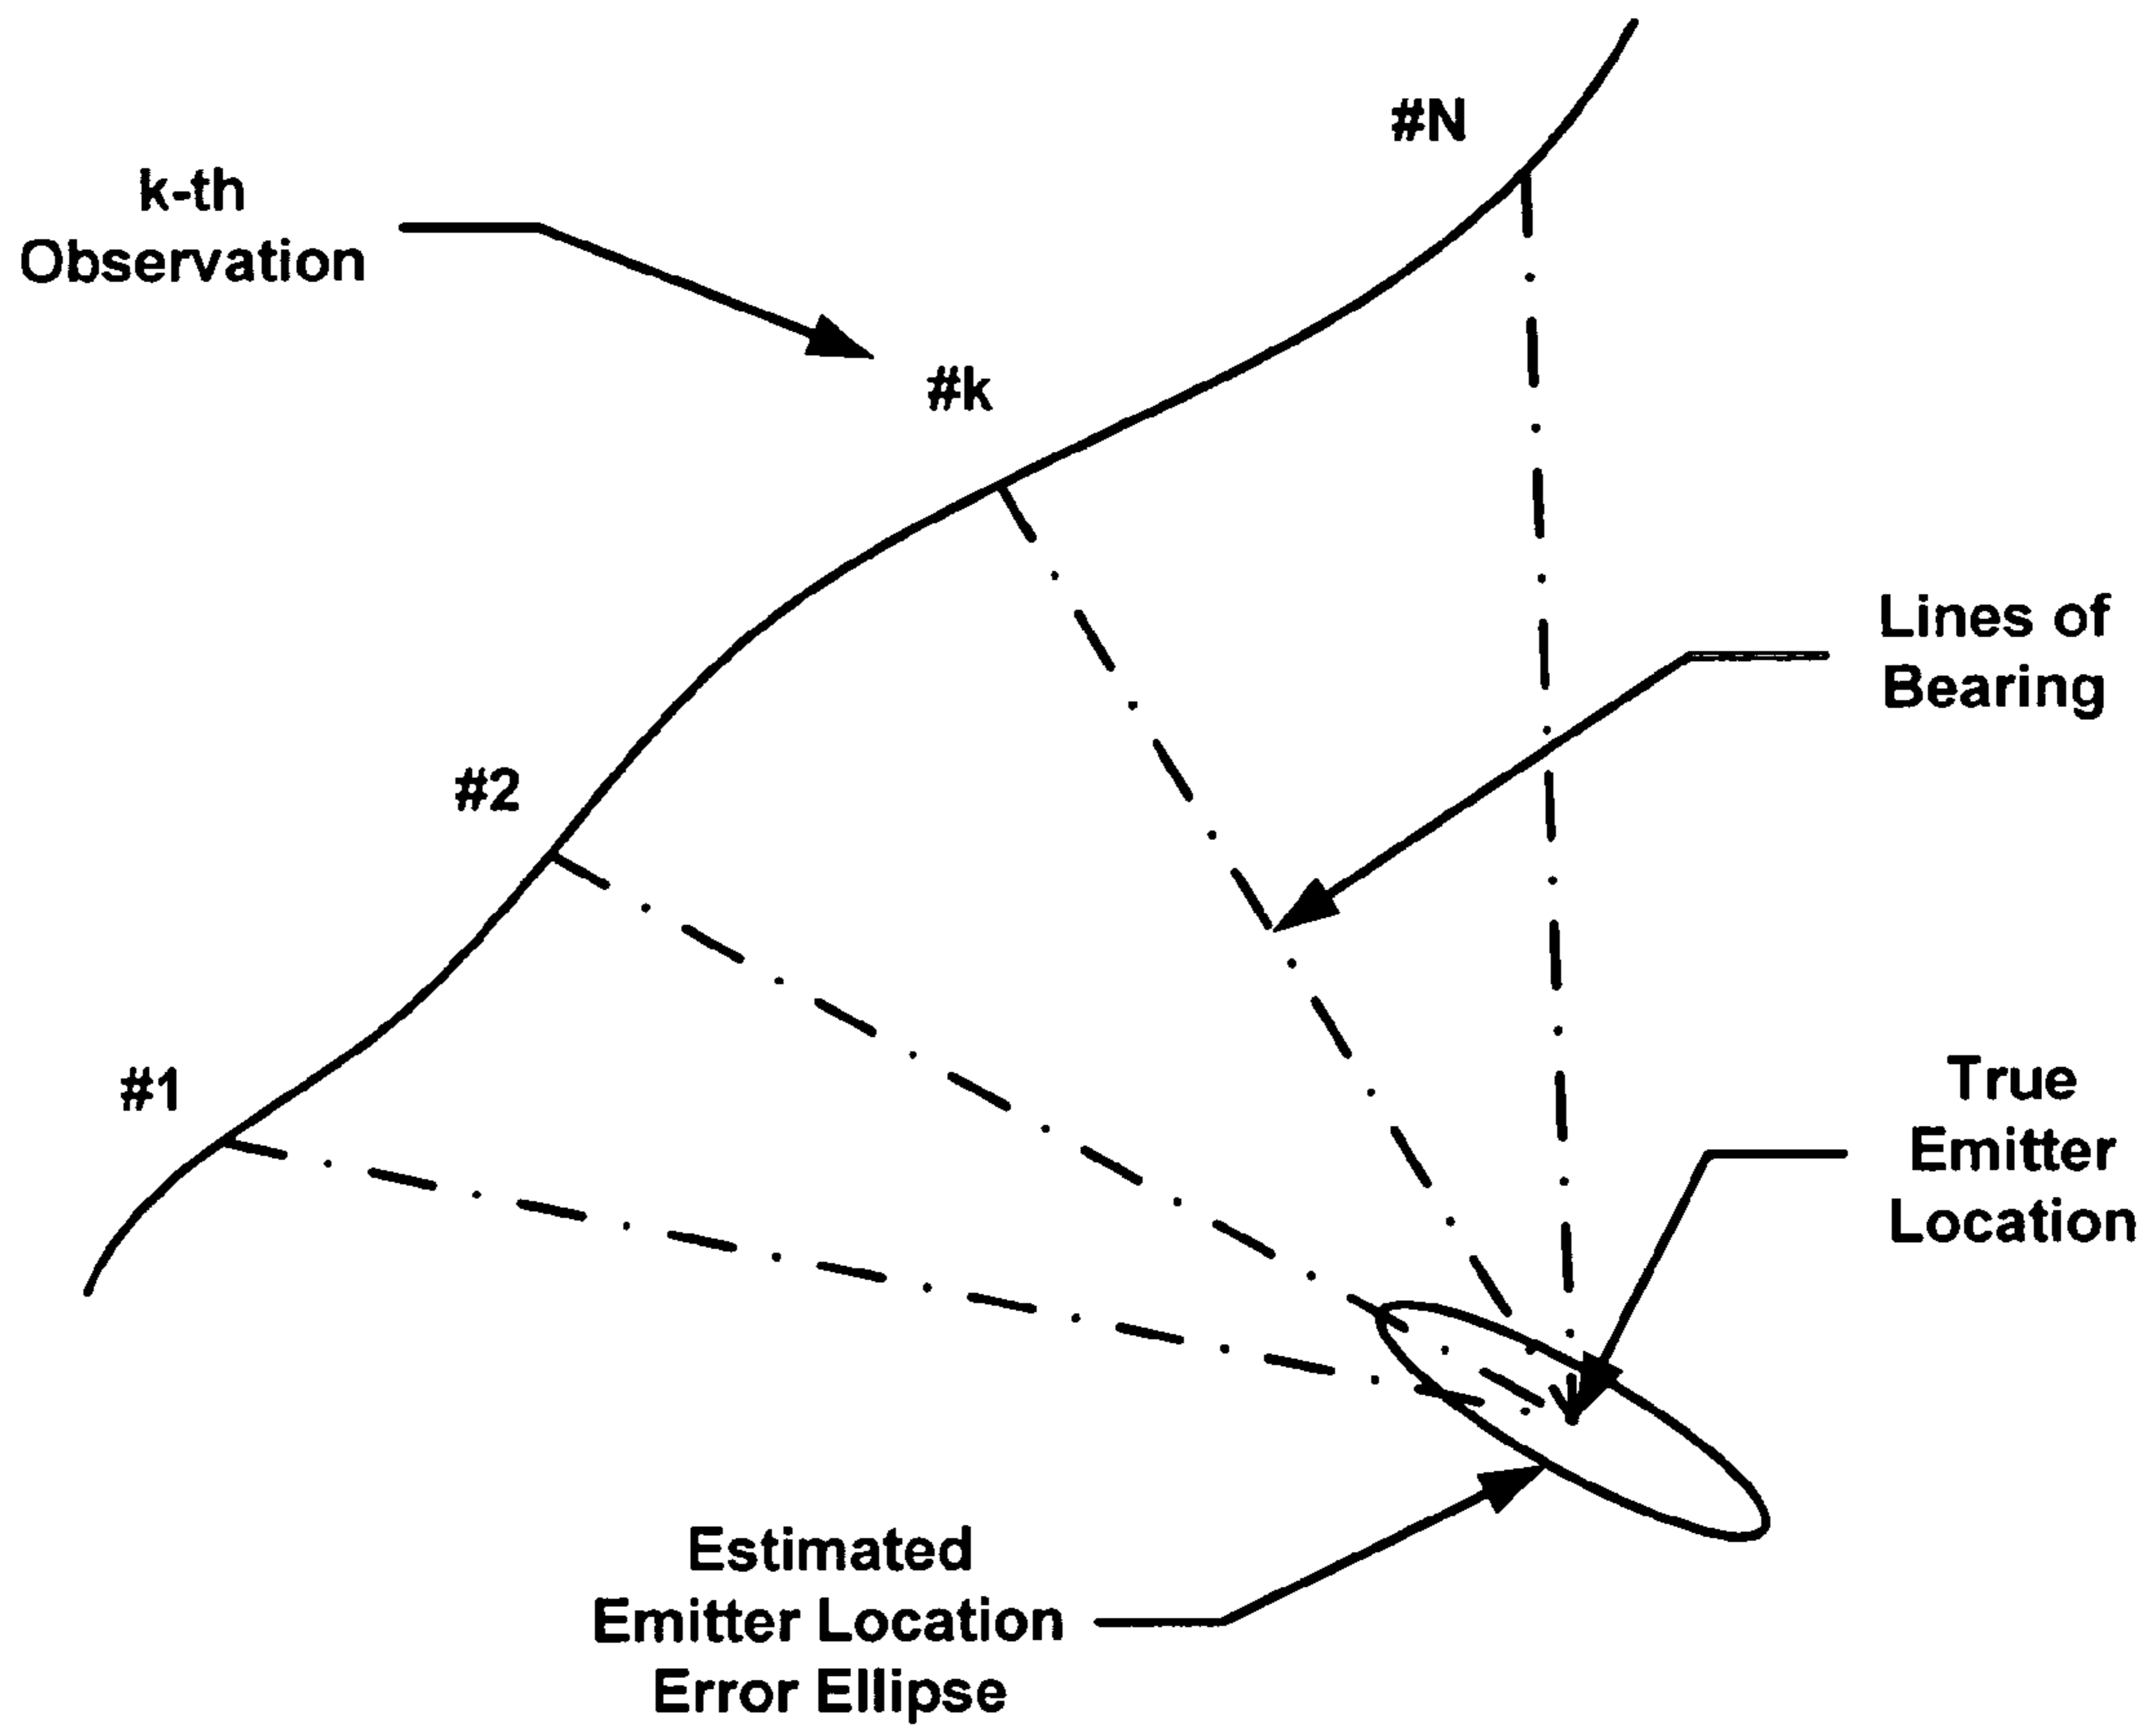 #N
k-th
Observation
#k
Lines of
Bearing
#2
True
Emitter
Location
#1
Estimated
Emitter Location
Error Ellipse